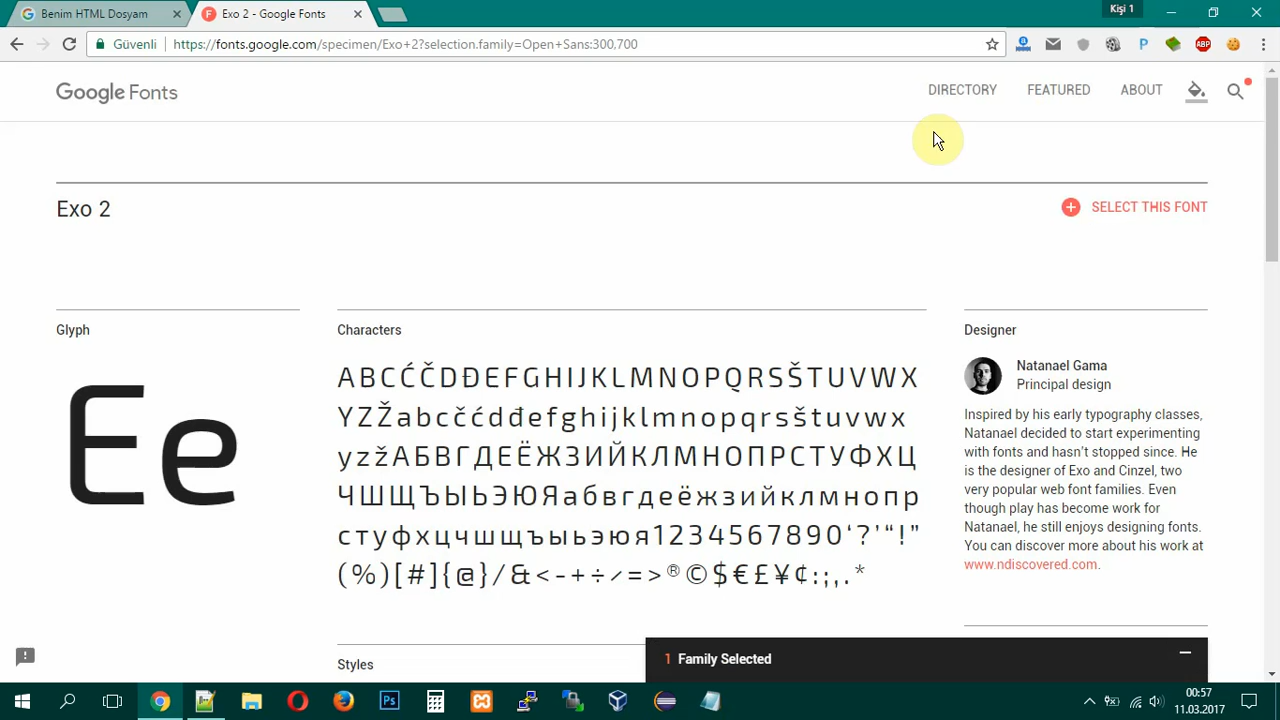 Benim HTML Dosyam
Exo 2 - Google Fonts
Kişi 1
Güvenli
https://fonts.google.com/specimen/Exo+2?selection.family=Open+Sans:300,700
ABP
Google Fonts
DIRECTORY
FEATURED
ABOUT
Exo 2
SELECT THIS FONT
Glyph
Ee
Characters
ABCĆČDĐEFGHIJKLMNOPQRSŠTUVWX
YZŽabcčćdđefghijklmnopqrsštuvwx
yzžАБВГДЕЁЖЗИЙКЛМНОПРСТУФХЦ
ЧШЩЪЫЬЭЮЯабвгдеёжзийклмнопр
стуфхцчшщъыьэюя1234567890‘?’“!”
(%)[#]{@}/&<-+÷×=>®©$€£¥¢:;,.*
Designer
Natanael Gama
Principal design
Inspired by his early typography classes,
Natanael decided to start experimenting
with fonts and hasn’t stopped since. He
is the designer of Exo and Cinzel, two
very popular web font families. Even
though play has become work for
Natanael, he still enjoys designing fonts.
You can discover more about his work at
www.ndiscovered.com.
Styles
1 Family Selected
00:57
11.03.2017